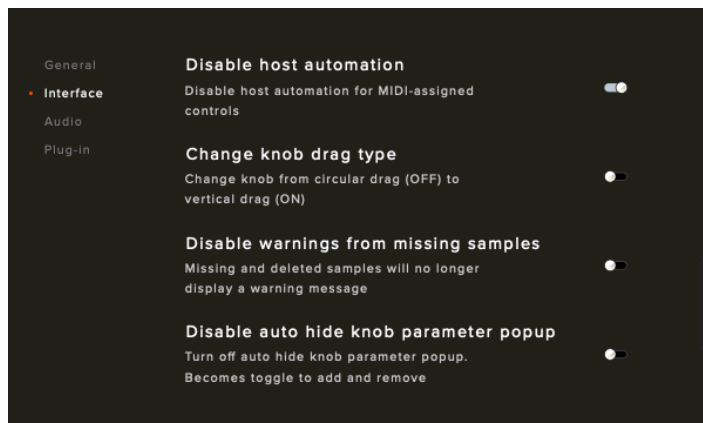 General
Interface
Audio
Plug-in
Disable host automation
Disable host automation for MIDI-assigned
controls
Change knob drag type
Change knob from circular drag (OFF) to
vertical drag (ON)
Disable warnings from missing samples
Missing and deleted samples will no longer
display a warning message
Disable auto hide knob parameter popup
Turn off auto hide knob parameter popup.
Becomes toggle to add and remove